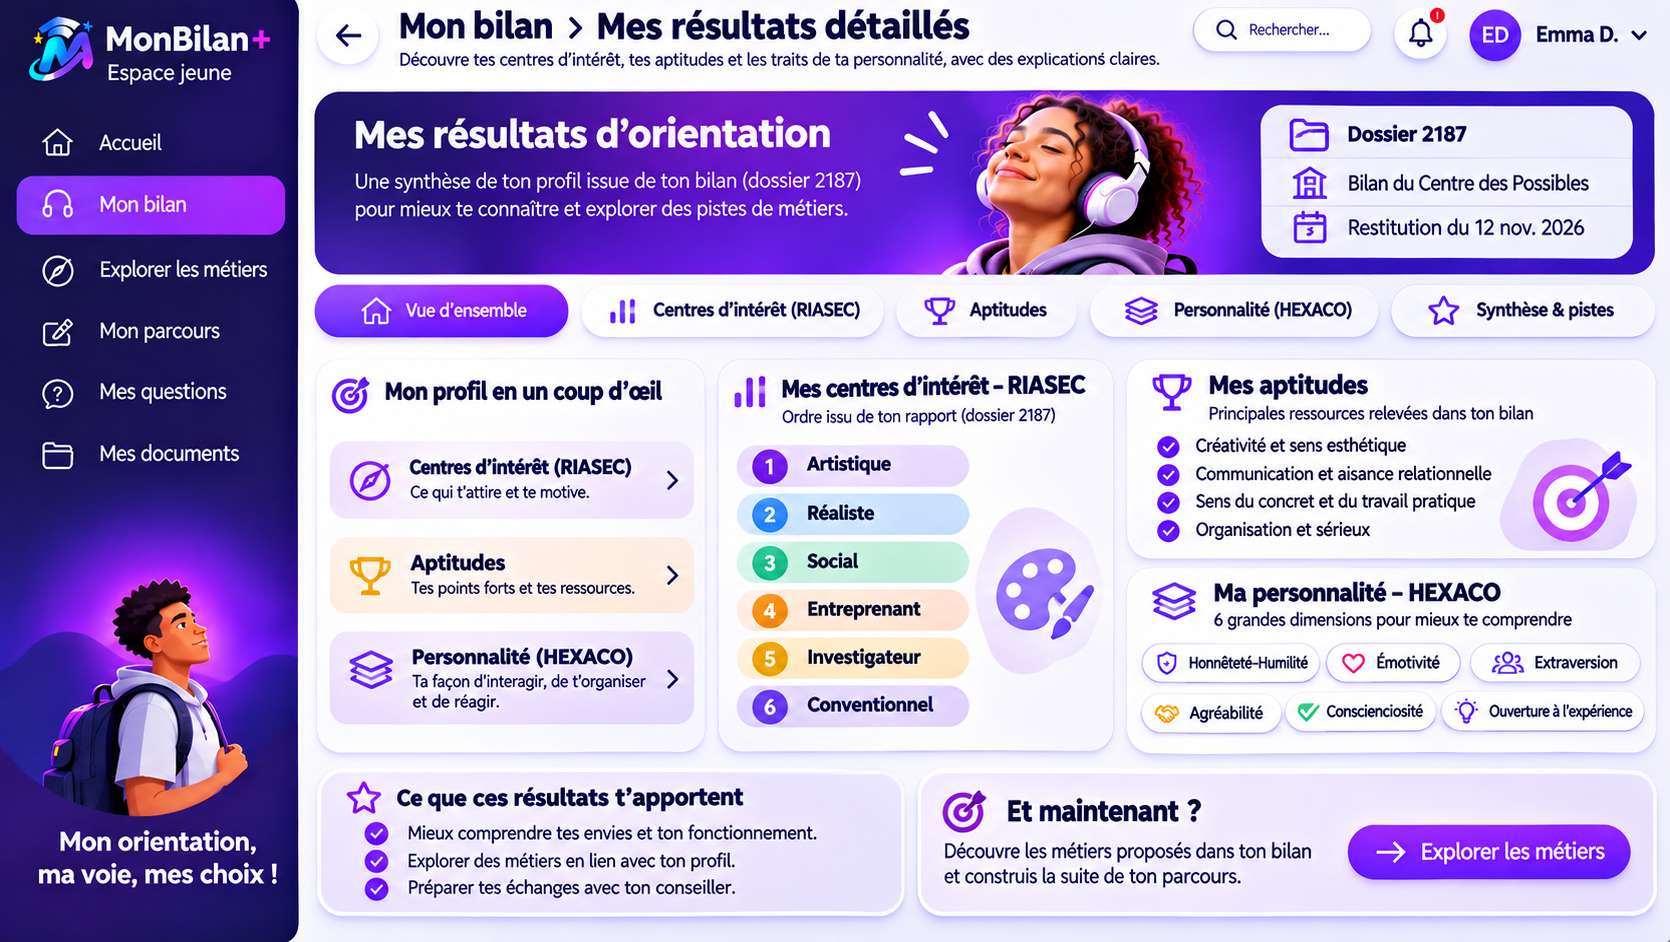 MonBilan+
Espace jeune
Accueil
Mon bilan
Explorer les métiers
Mon parcours
Mes questions
Mes documents
Mon orientation,
ma voie, mes choix !
Mon bilan > Mes résultats détaillés
Découvre tes centres d'intérêt, tes aptitudes et les traits de ta personnalité, avec des explications claires.
Rechercher...
!
ED
Emma D.
Mes résultats d'orientation
Une synthèse de ton profil issue de ton bilan (dossier 2187)
pour mieux te connaître et explorer des pistes de métiers.
Dossier 2187
Bilan du Centre des Possibles
Restitution du 12 nov. 2026
Vue d'ensemble
Centres d'intérêt (RIASEC)
Aptitudes
Personnalité (HEXACO)
Synthèse & pistes
Mon profil en un coup d'œil
Centres d'intérêt (RIASEC)
Ce qui t'attire et te motive.
Aptitudes
Tes points forts et tes ressources.
Personnalité (HEXACO)
Ta façon d'interagir, de t'organiser
et de réagir.
Mes centres d'intérêt – RIASEC
Ordre issu de ton rapport (dossier 2187)
1 Artistique
2 Réaliste
3 Social
4 Entreprenant
5 Investigateur
6 Conventionnel
Mes aptitudes
Principales ressources relevées dans ton bilan
Créativité et sens esthétique
Communication et aisance relationnelle
Sens du concret et du travail pratique
Organisation et sérieux
Ma personnalité – HEXACO
6 grandes dimensions pour mieux te comprendre
Honnêteté-Humilité
Émotivité
Extraversion
Agréabilité
Consciencosité
Ouverture à l'expérience
Ce que ces résultats t'apportent
Mieux comprendre tes envies et ton fonctionnement.
Explorer des métiers en lien avec ton profil.
Préparer tes échanges avec ton conseiller.
Et maintenant ?
Découvre les métiers proposés dans ton bilan
et construis la suite de ton parcours.
Explorer les métiers